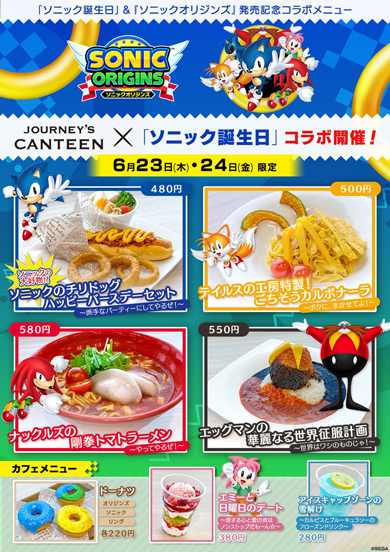 「ソニック誕生日」&『ソニックオリジンズ』発売記念コラボメニュー
SONIC
ORIGINS
ソニックオリジンズ
JOURNEY'S
CANTEEN
×「ソニック誕生日」コラボ開催!
6月23日(木)・24日(金) 限定
480円
ソニックの
大好物!!
ソニックのチリドッグ
ハッピーバースデーセット
〜派手なパーティーにしてやるぜ!〜
500円
テイルスの工房特製!
ごちそうカルボナーラ
〜ボクに、まかせてよ!〜
580円
ナックルズの
剛拳トマトラーメン
〜やってやるぜ!〜
550円
エッグマンの
華麗なる世界征服計画
〜世界はワシのものじゃ!〜
カフェメニュー
ドーナツ
オリジンズ
ソニック
リング
各220円
エミーと
日曜日のデート
〜恋する心と愛の炎は
ノンストップだもーん☆〜
380円
アイスキャップゾーンの
雪解け
〜カルピスとブルーキュラソーの
フローズンドリンク〜
280円
©SEGA